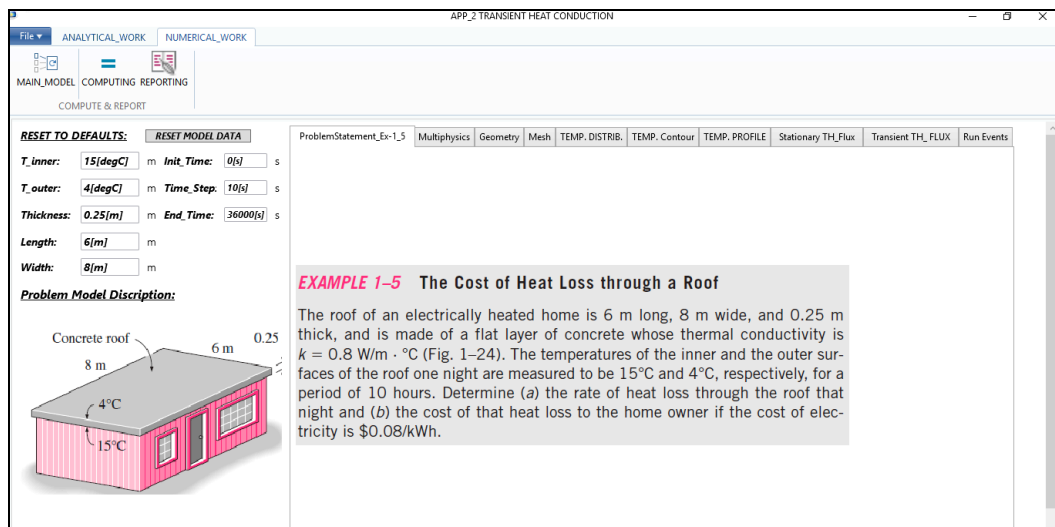 APP_2 TRANSIENT HEAT CONDUCTION
File ANALYTICAL_WORK NUMERICAL_WORK
MAIN_MODEL COMPUTING REPORTING
COMPUTE & REPORT
RESET TO DEFAULTS: RESET MODEL DATA
T_inner: 15[degC] m Init_Time: 0[s] s
T_outer: 4[degC] m Time_Step: 10[s] s
Thickness: 0.25[m] m End_Time: 36000[s] s
Length: 6[m] m
Width: 8[m] m
Problem Model Discription:
Concrete roof
6 m
0.25
8 m
4°C
15°C
ProblemStatement_Ex-1_5 Multiphysics Geometry Mesh TEMP. DISTRIB. TEMP. Contour TEMP. PROFILE Stationary TH_Flux Transient TH_ FLUX Run Events
EXAMPLE 1–5 The Cost of Heat Loss through a Roof
The roof of an electrically heated home is 6 m long, 8 m wide, and 0.25 m
thick, and is made of a flat layer of concrete whose thermal conductivity is
k = 0.8 W/m · °C (Fig. 1–24). The temperatures of the inner and the outer sur-
faces of the roof one night are measured to be 15°C and 4°C, respectively, for a
period of 10 hours. Determine (a) the rate of heat loss through the roof that
night and (b) the cost of that heat loss to the home owner if the cost of elec-
tricity is $0.08/kWh.